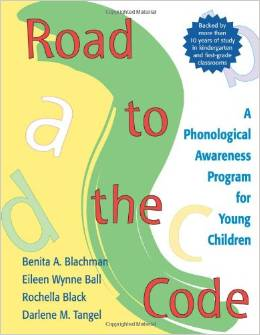 Road
to
the
Code
Backed by
more than
10 years of study in
kindergarten
and first-grade
classrooms
A
Phonological
Awareness
Program
for
Young
Children
Benita A. Blachman
Eileen Wynne Ball
Rochella Black
Darlene M. Tangel
a
b
c
d